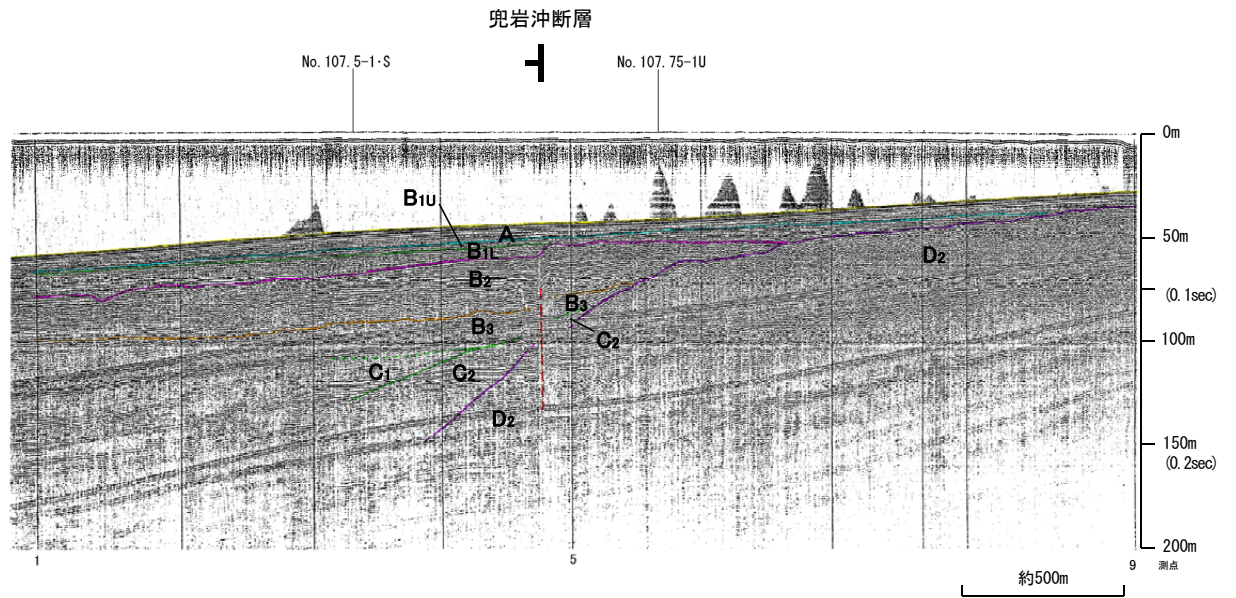 兜岩沖断層
No. 107. 5-1・S
No. 107. 75-1U
0m
B1U
A
50m
B1L
D2
B2
(0.1sec)
B3
B3
C2
100m
C1
C2
D2
150m
(0.2sec)
200m
1
5
9 測点
約500m